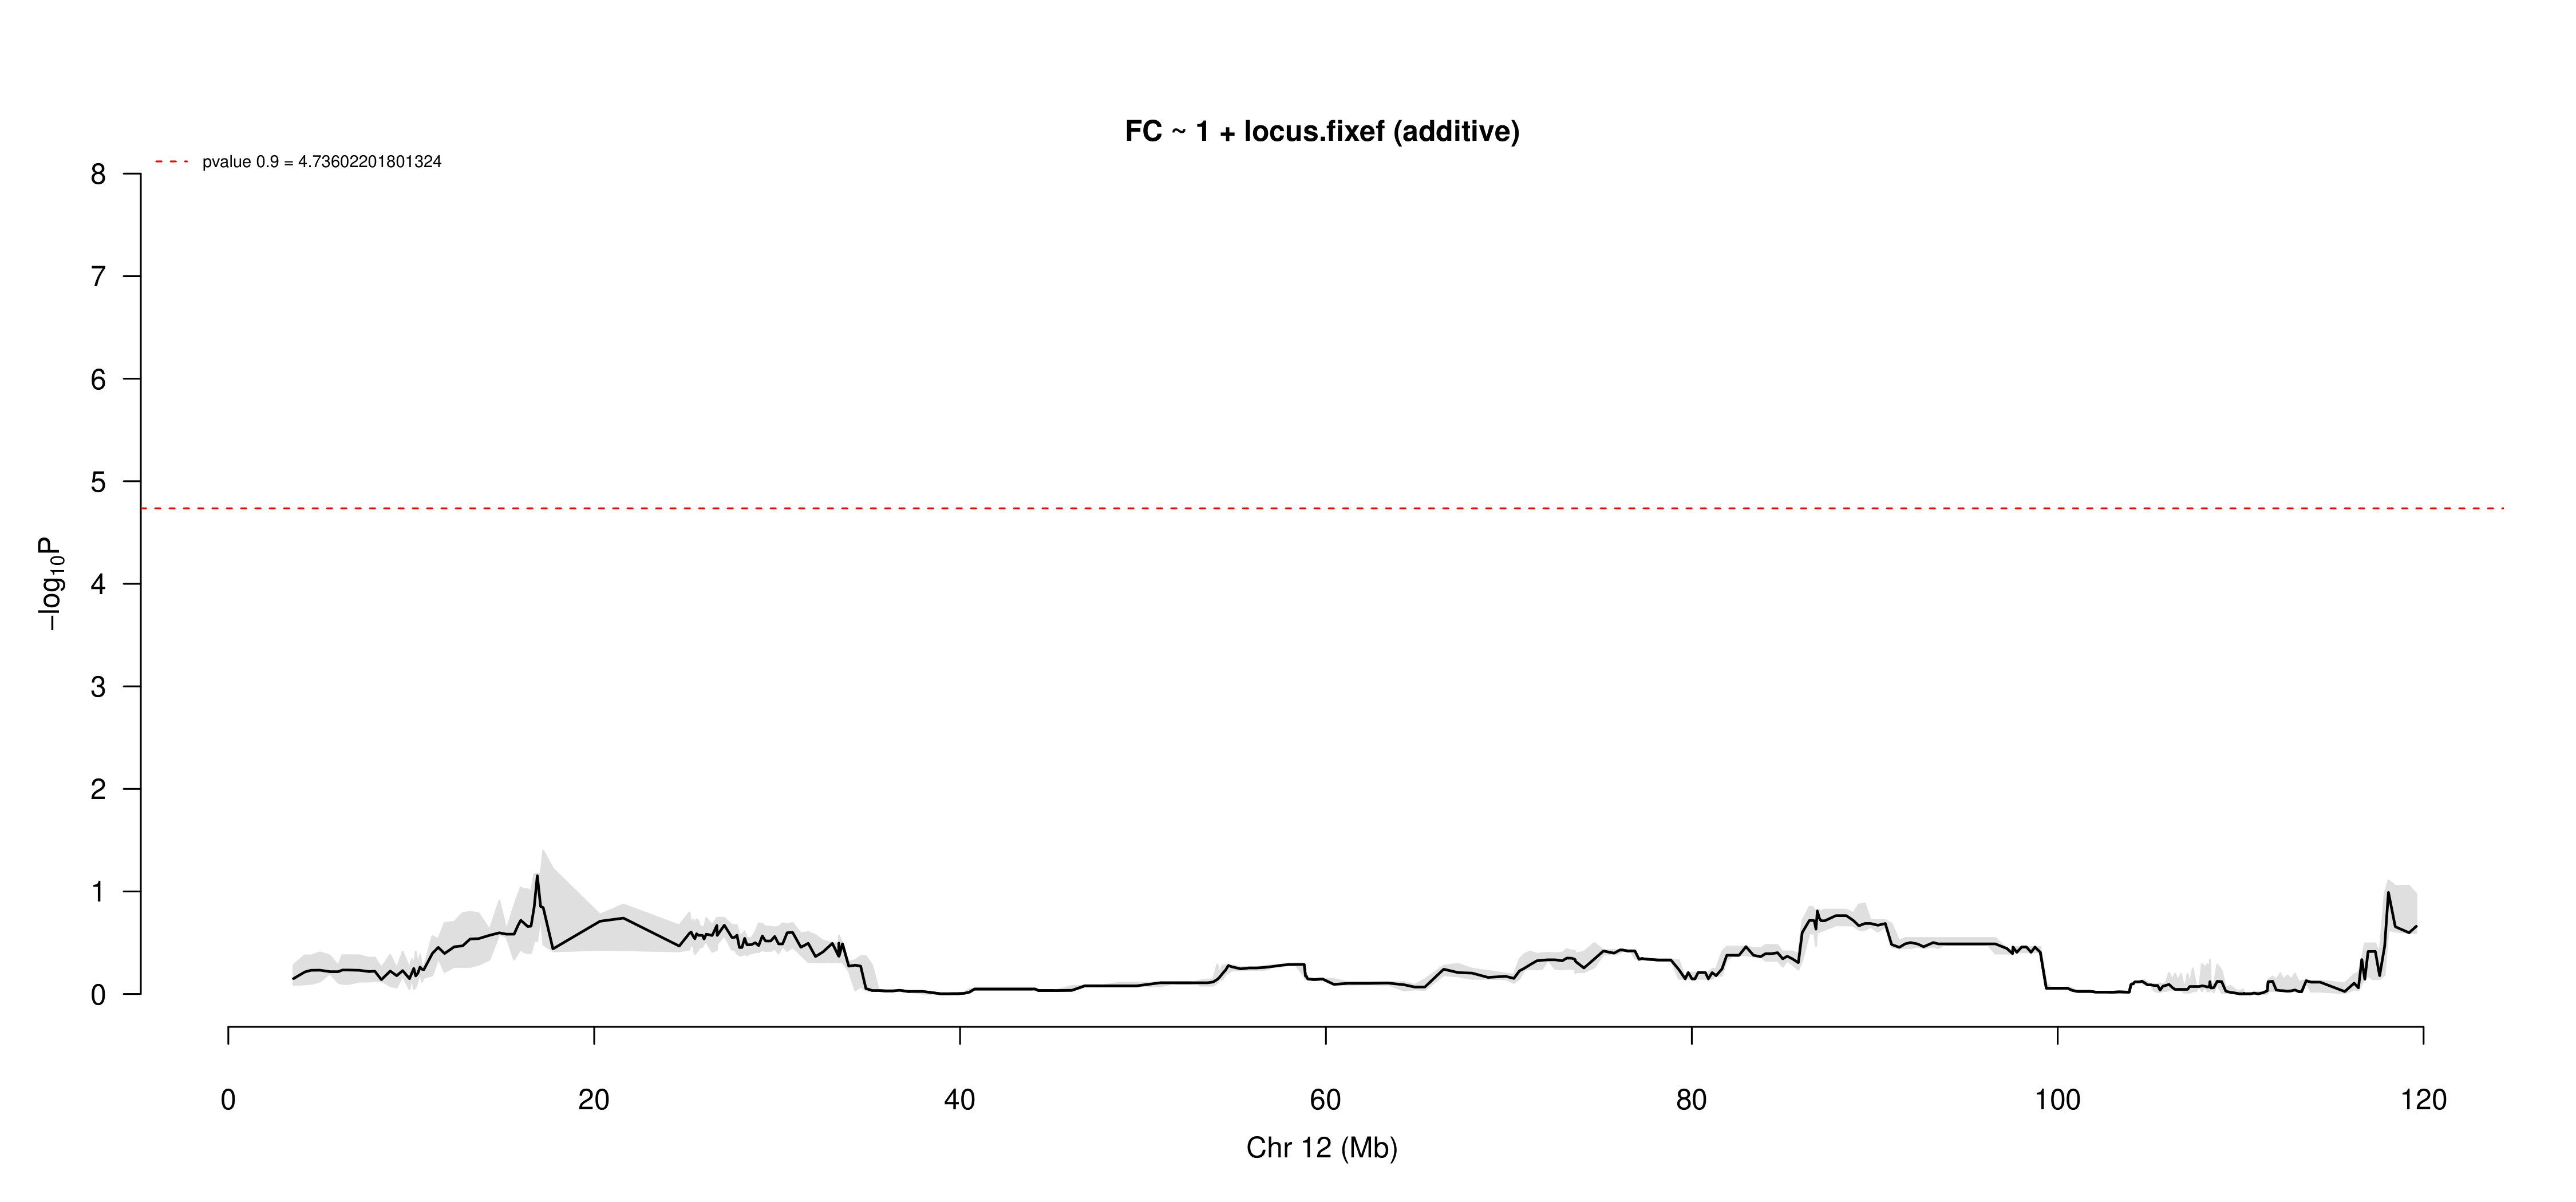 FC ~ 1 + locus.fixef (additive)
pvalue 0.9 = 4.73602201801324
8
7
6
5
4
3
2
1
0
−log10P
0 20 40 60 80 100 120
Chr 12 (Mb)